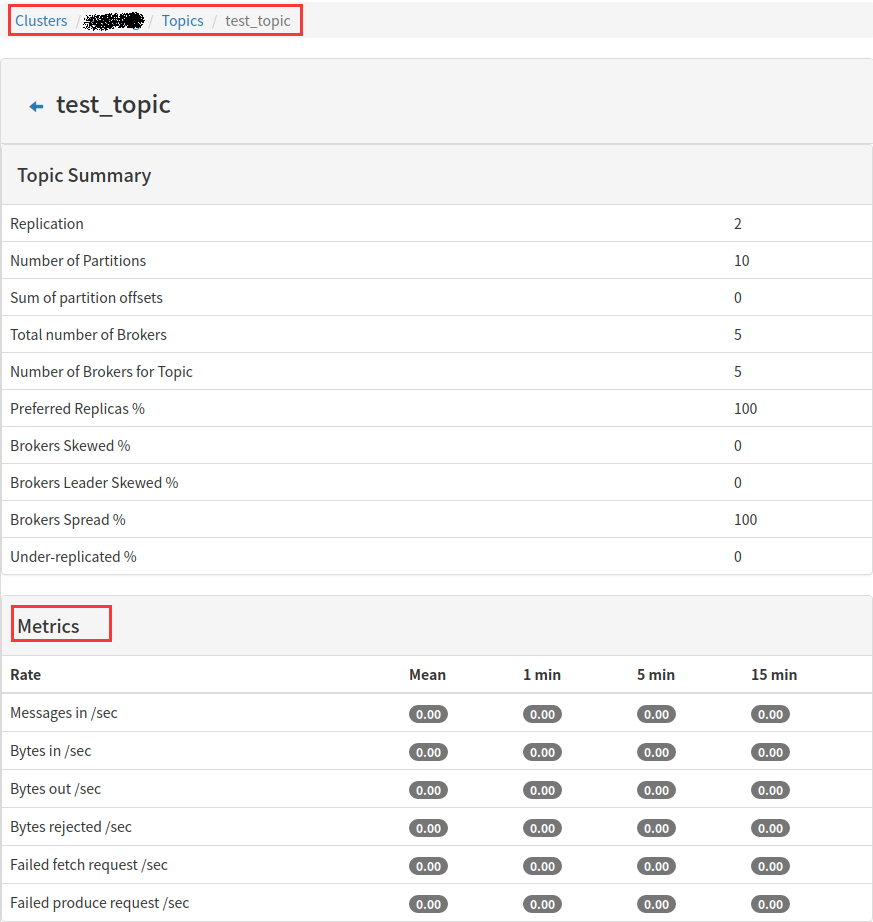 Clusters / / Topics / test_topic
test_topic
Topic Summary
Replication 2
Number of Partitions 10
Sum of partition offsets 0
Total number of Brokers 5
Number of Brokers for Topic 5
Preferred Replicas % 100
Brokers Skewed % 0
Brokers Leader Skewed % 0
Brokers Spread % 100
Under-replicated % 0
Metrics
Rate Mean 1 min 5 min 15 min
Messages in /sec 0.00 0.00 0.00 0.00
Bytes in /sec 0.00 0.00 0.00 0.00
Bytes out /sec 0.00 0.00 0.00 0.00
Bytes rejected /sec 0.00 0.00 0.00 0.00
Failed fetch request /sec 0.00 0.00 0.00 0.00
Failed produce request /sec 0.00 0.00 0.00 0.00